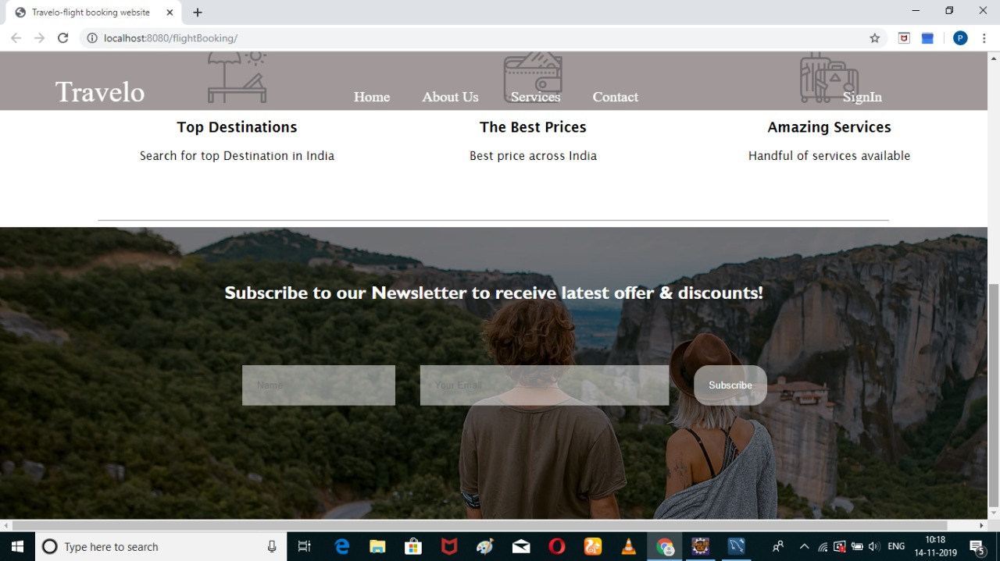 Travelo-flight booking website
localhost:8080/flightBooking/
P
Travelo
Home About Us Services Contact SignIn
Top Destinations The Best Prices Amazing Services
Search for top Destination in India Best price across India Handful of services available
Subscribe to our Newsletter to receive latest offer & discounts!
Name Your Email Subscribe
Type here to search
ENG 10:18
14-11-2019 5